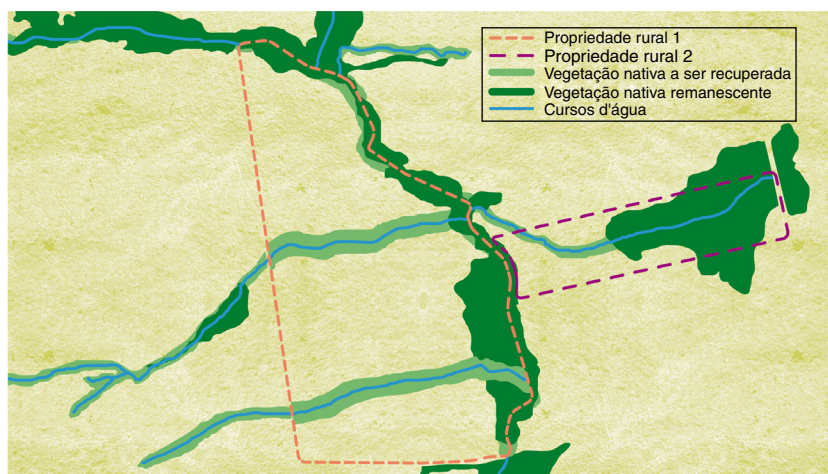 Propriedade rural 1
Propriedade rural 2
Vegetação nativa a ser recuperada
Vegetação nativa remanescente
Cursos d'água